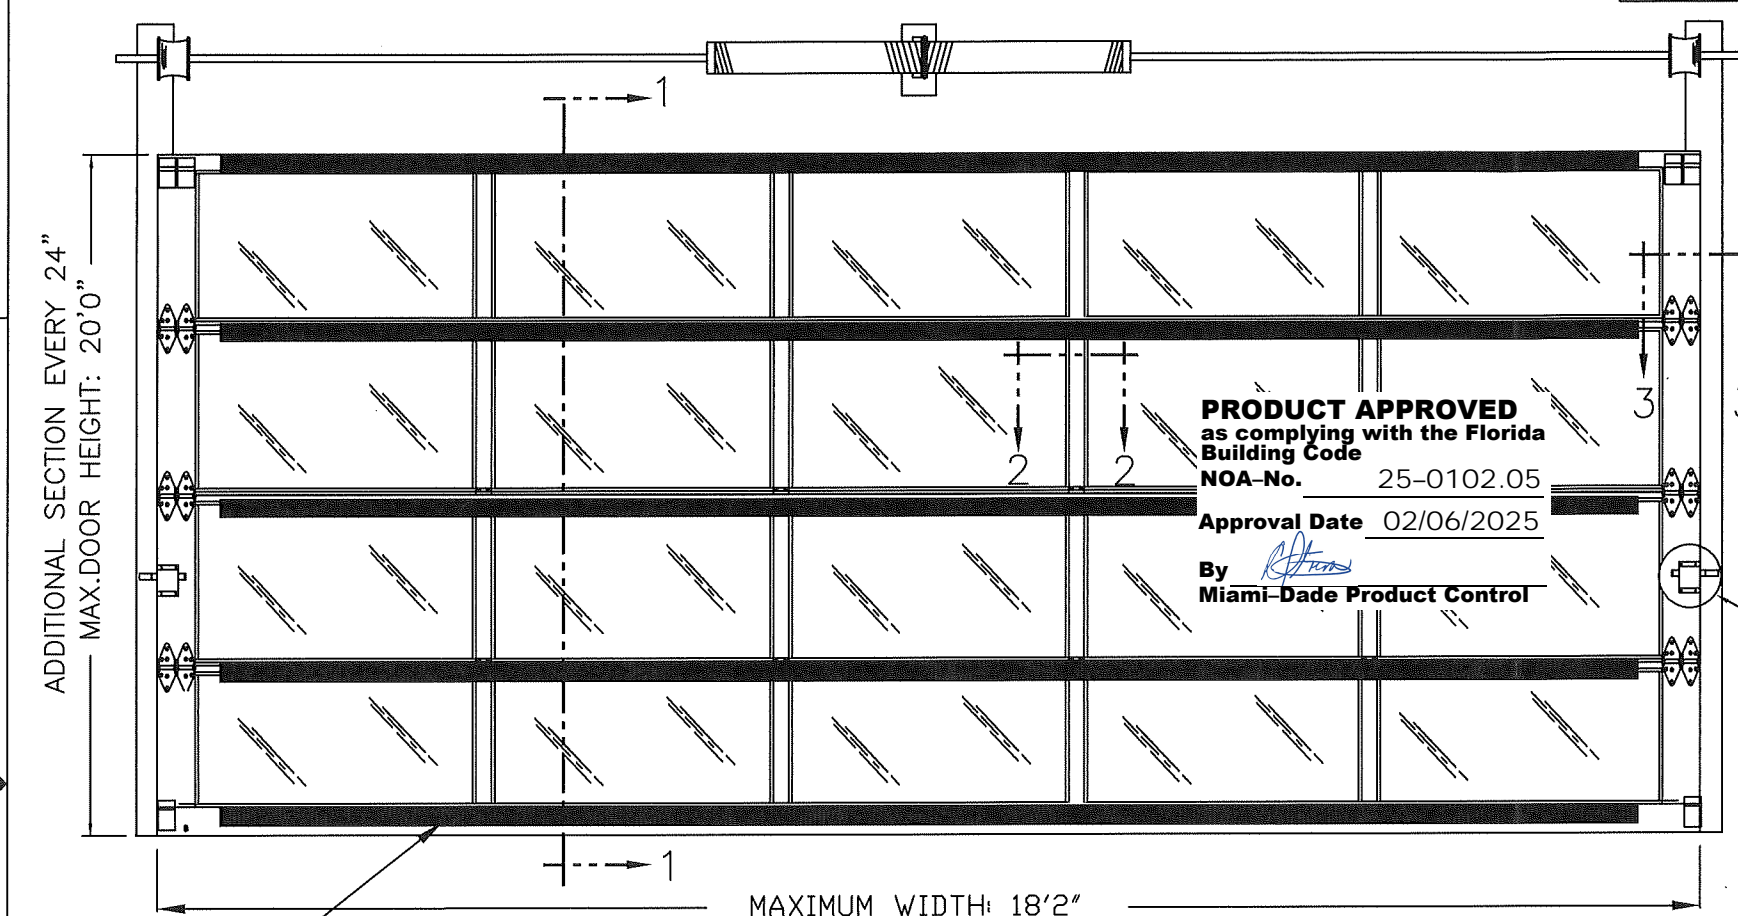 1
ADDITIONAL SECTION EVERY 24"
MAX.DOOR HEIGHT: 20'0"
3
2 2
PRODUCT APPROVED
as complying with the Florida
Building Code
NOA-No. 25-0102.05
Approval Date 02/06/2025
By
Miami-Dade Product Control
1
MAXIMUM WIDTH: 18'2"